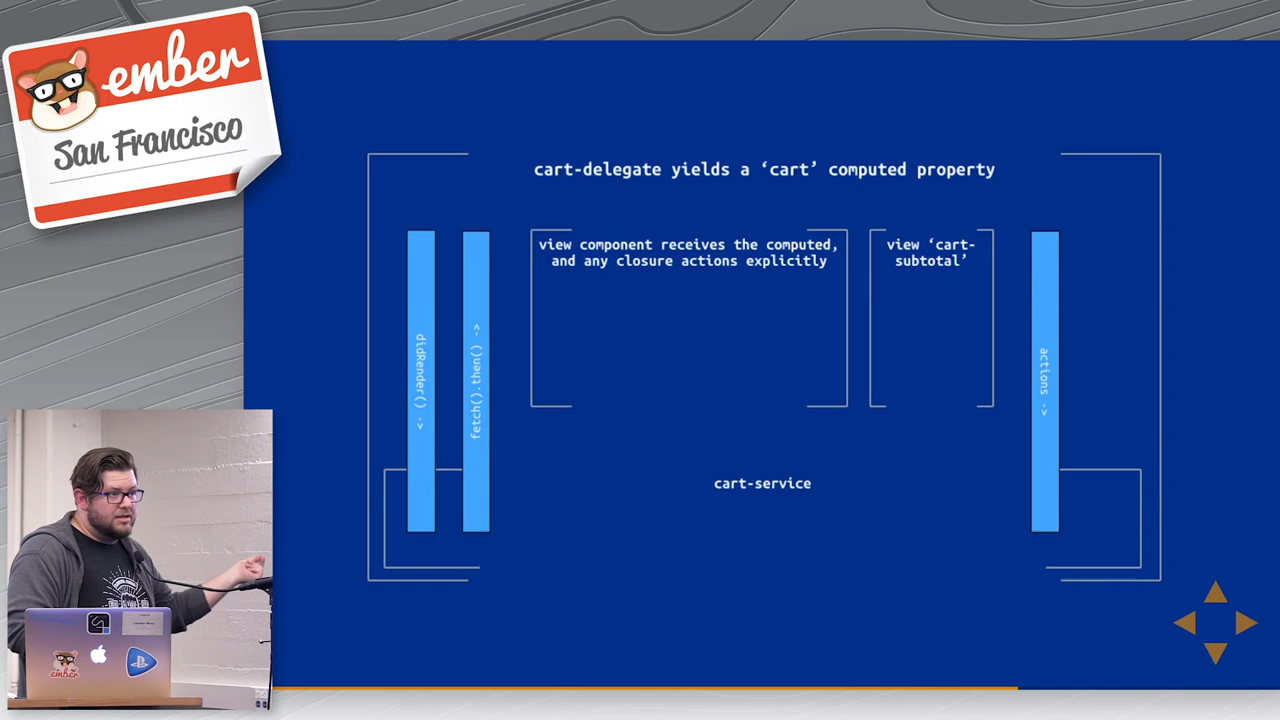 ember
San Francisco
cart-delegate yields a ‘cart’ computed property
view component receives the computed,
and any closure actions explicitly
view ‘cart-
subtotal’
didRender() ->
fetch().then() ->
actions ->
cart-service
ember